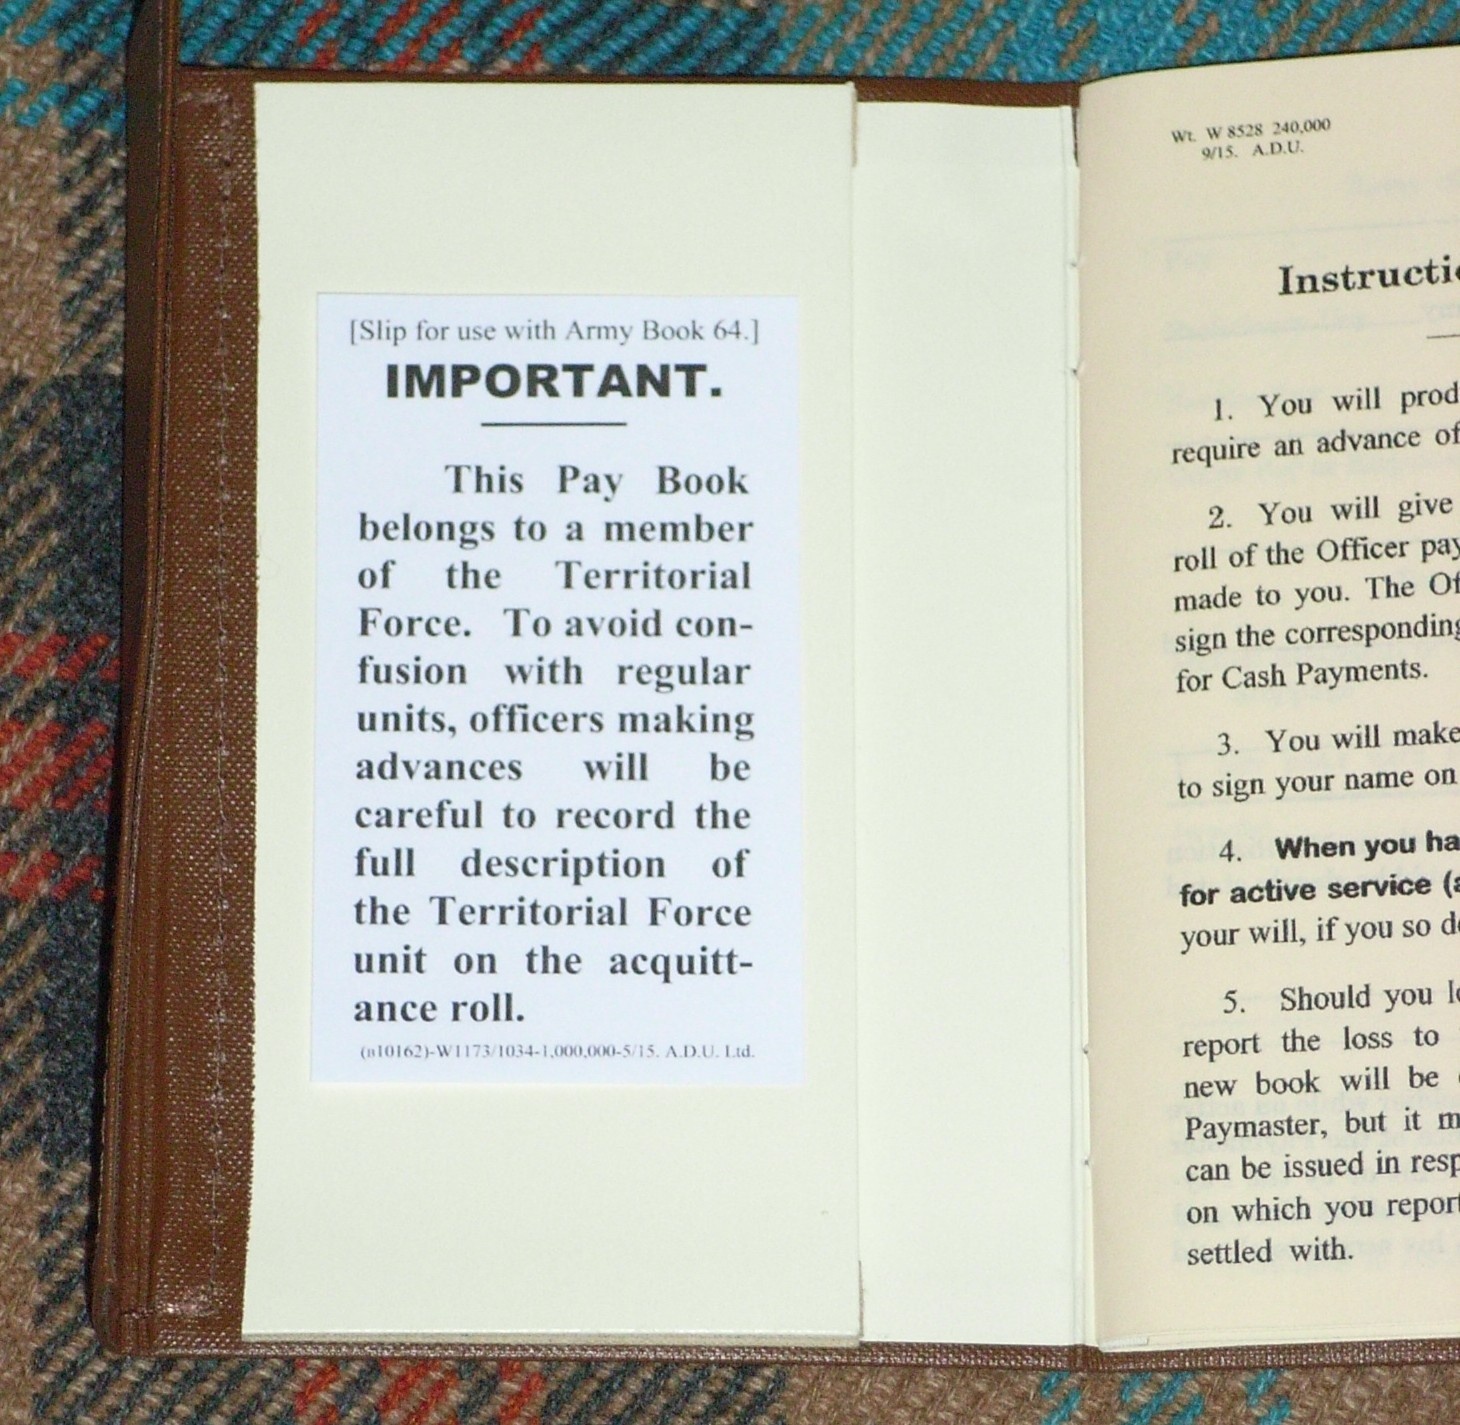 [Slip for use with Army Book 64.]
IMPORTANT.
This Pay Book
belongs to a member
of the Territorial
Force. To avoid con-
fusion with regular
units, officers making
advances will be
careful to record the
full description of
the Territorial Force
unit on the acquitt-
ance roll.
(n10162)-W1173/1034-1,000,000-5/15. A.D.U. Ltd.
Wt. W 8528 240,000
9/15. A.D.U.
Instructi
1. You will prod
require an advance of
2. You will give
roll of the Officer pay
made to you. The Of
sign the corresponding
for Cash Payments.
3. You will make
to sign your name on
4. When you ha
for active service (a
your will, if you so de
5. Should you lo
report the loss to
new book will be
Paymaster, but it m
can be issued in resp
on which you report
settled with.